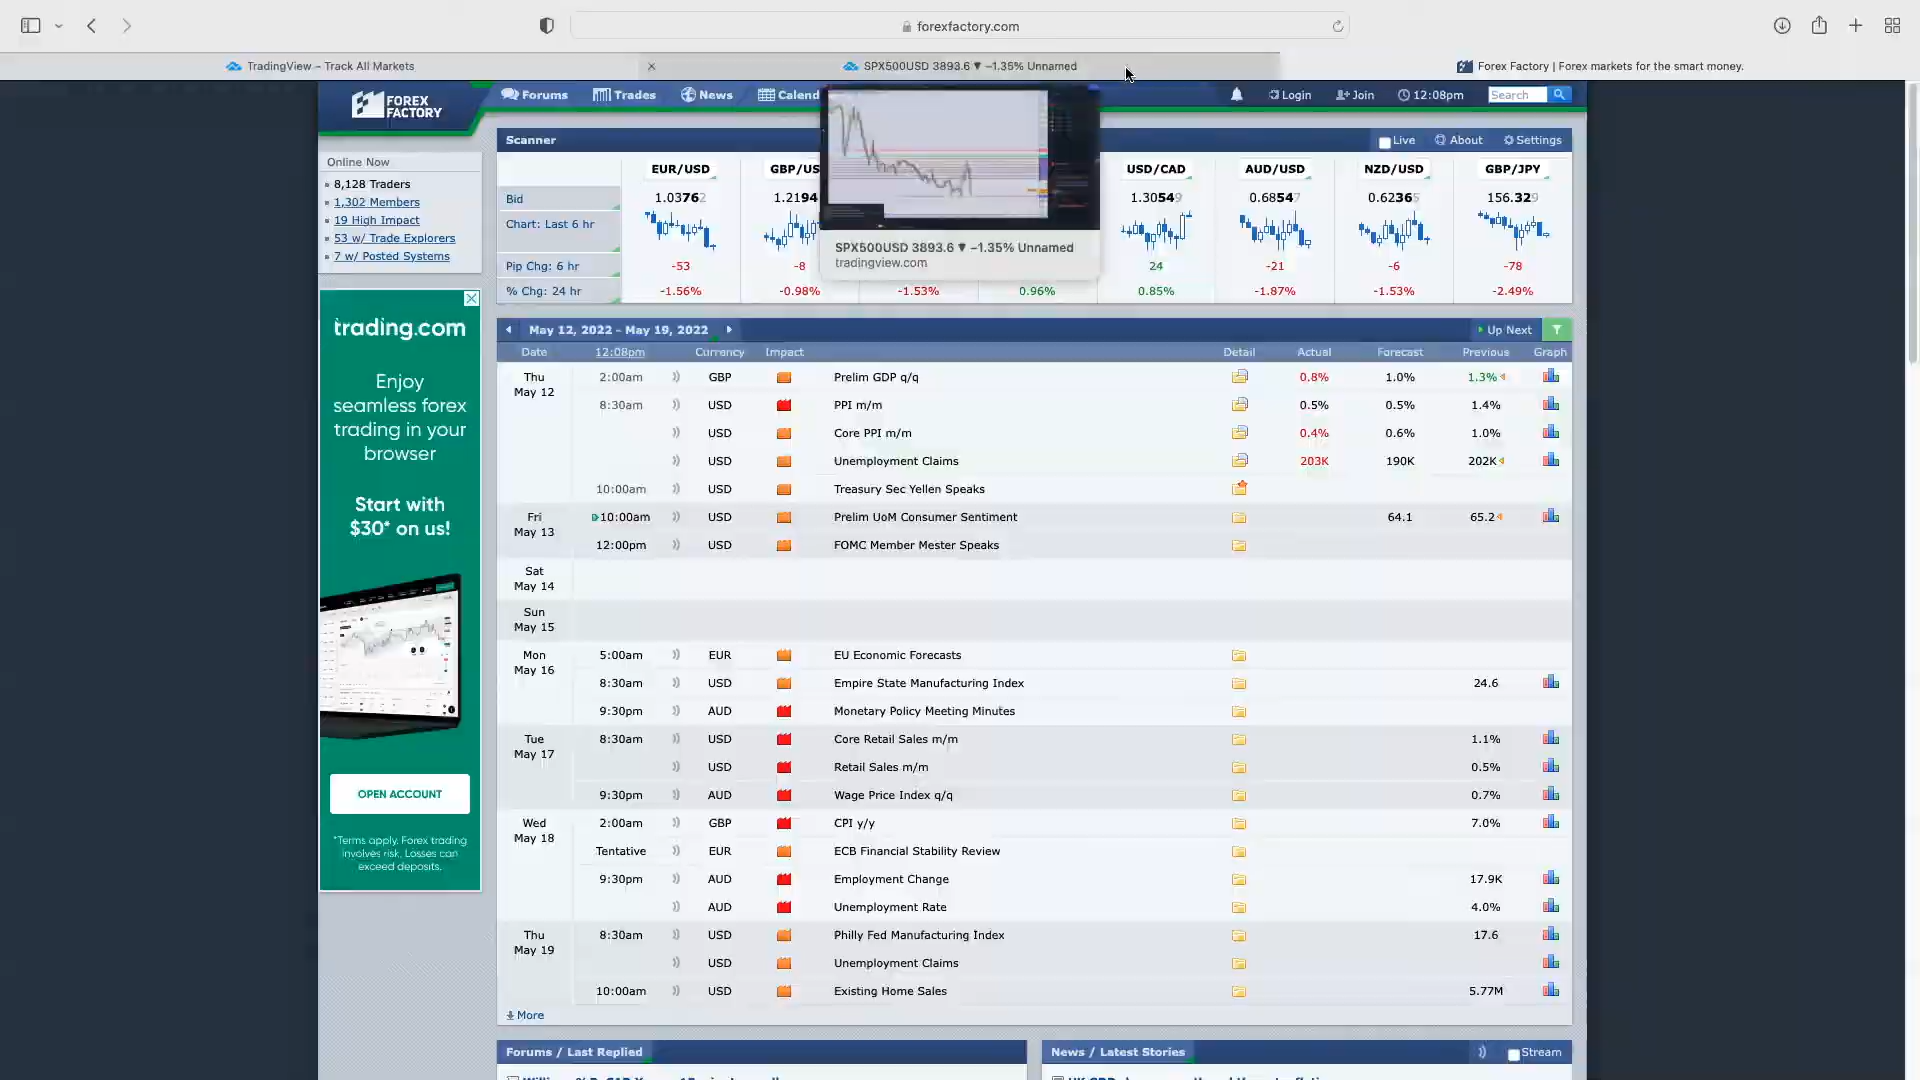 forexfactory.com
TradingView – Track All Markets
SPX500USD 3893.6 ▼ −1.35% Unnamed
Forex Factory | Forex markets for the smart money.
FOREX
FACTORY
Forums
Trades
News
Calend
Login
Join
12:08pm
Search
Online Now
8,128 Traders
1,302 Members
19 High Impact
53 w/ Trade Explorers
7 w/ Posted Systems
trading.com
Enjoy
seamless forex
trading in your
browser
Start with
$30* on us!
OPEN ACCOUNT
*Terms apply. Forex trading
involves risk. Losses can
exceed deposits.
Scanner
Live
About
Settings
EUR/USD GBP/US USD/CAD AUD/USD NZD/USD GBP/JPY
Bid 1.03762 1.2194 1.30549 0.68547 0.62365 156.329
Chart: Last 6 hr
Pip Chg: 6 hr -53 -8 24 -21 -6 -78
% Chg: 24 hr -1.56% -0.98% -1.53% 0.96% 0.85% -1.87% -1.53% -2.49%
SPX500USD 3893.6 ▼ −1.35% Unnamed
tradingview.com
May 12, 2022 - May 19, 2022
Up Next
Date 12:08pm Currency Impact Detail Actual Forecast Previous Graph
Thu
May 12
2:00am GBP Prelim GDP q/q 0.8% 1.0% 1.3%
8:30am USD PPI m/m 0.5% 0.5% 1.4%
USD Core PPI m/m 0.4% 0.6% 1.0%
USD Unemployment Claims 203K 190K 202K
10:00am USD Treasury Sec Yellen Speaks
Fri
May 13
10:00am USD Prelim UoM Consumer Sentiment 64.1 65.2
12:00pm USD FOMC Member Mester Speaks
Sat
May 14
Sun
May 15
Mon
May 16
5:00am EUR EU Economic Forecasts
8:30am USD Empire State Manufacturing Index 24.6
9:30pm AUD Monetary Policy Meeting Minutes
Tue
May 17
8:30am USD Core Retail Sales m/m 1.1%
USD Retail Sales m/m 0.5%
9:30pm AUD Wage Price Index q/q 0.7%
Wed
May 18
2:00am GBP CPI y/y 7.0%
Tentative EUR ECB Financial Stability Review
9:30pm AUD Employment Change 17.9K
AUD Unemployment Rate 4.0%
Thu
May 19
8:30am USD Philly Fed Manufacturing Index 17.6
USD Unemployment Claims
10:00am USD Existing Home Sales 5.77M
More
Forums / Last Replied
News / Latest Stories
Stream